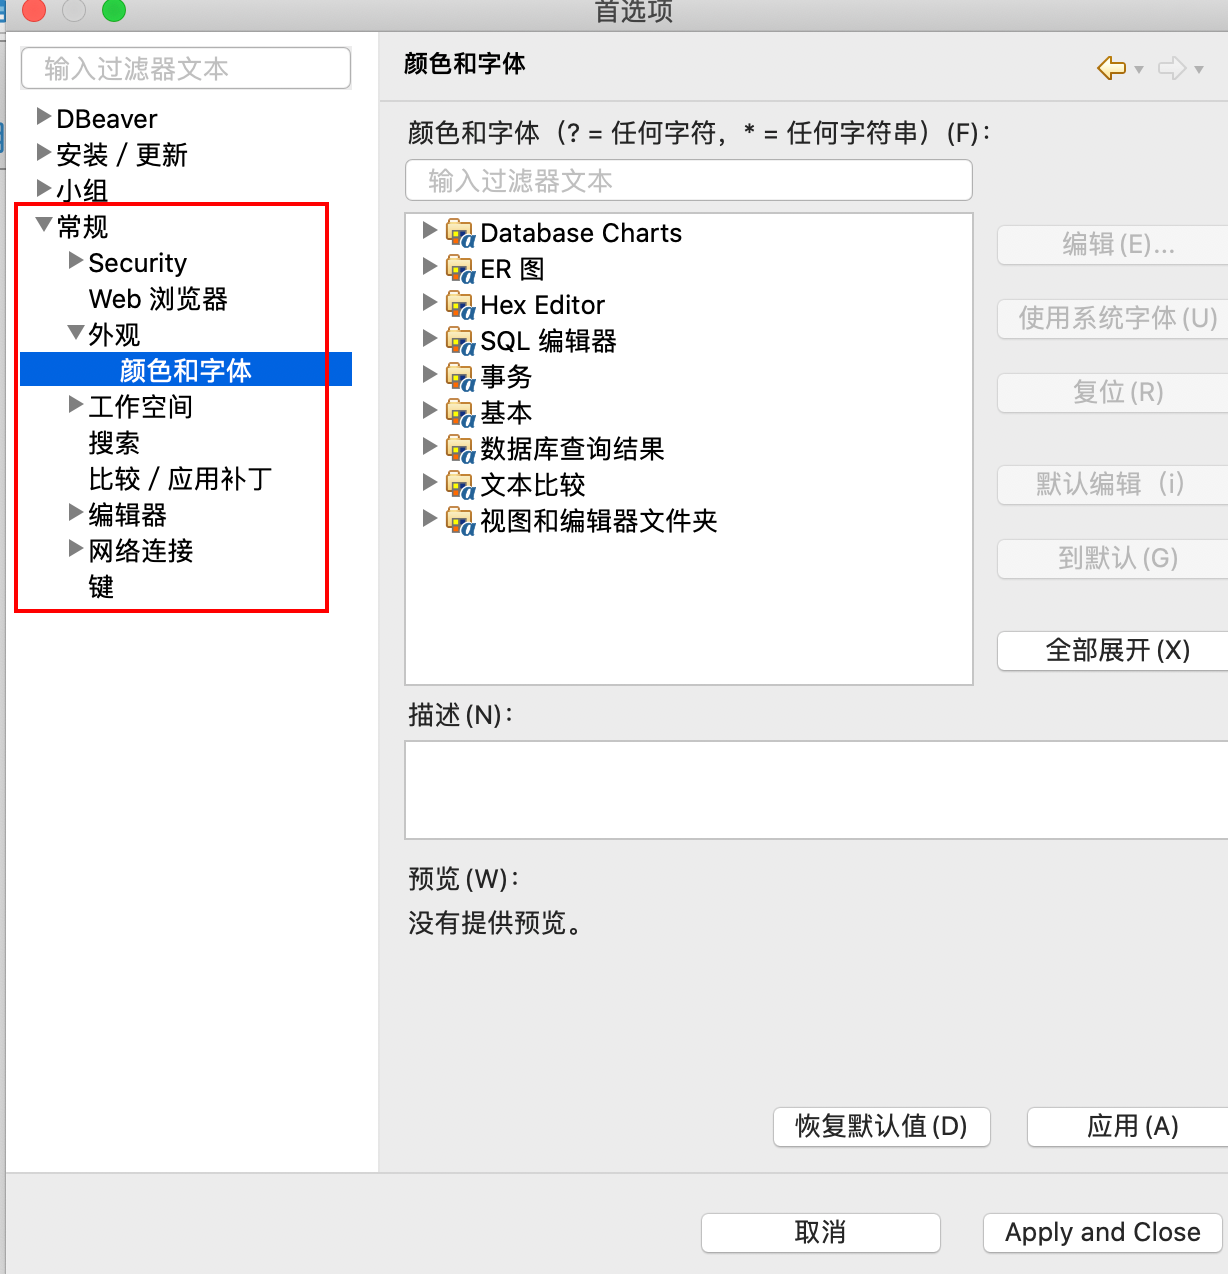 首选项
输入过滤器文本
DBeaver
安装 / 更新
小组
常规
Security
Web 浏览器
外观
颜色和字体
工作空间
搜索
比较 / 应用补丁
编辑器
网络连接
键
颜色和字体
颜色和字体（? = 任何字符，* = 任何字符串）(F)：
输入过滤器文本
Database Charts
ER 图
Hex Editor
SQL 编辑器
事务
基本
数据库查询结果
文本比较
视图和编辑器文件夹
编辑(E)...
使用系统字体(U)
复位(R)
默认编辑（i)
到默认(G)
全部展开(X)
描述(N)：
预览(W)：
没有提供预览。
恢复默认值(D)
应用(A)
取消
Apply and Close